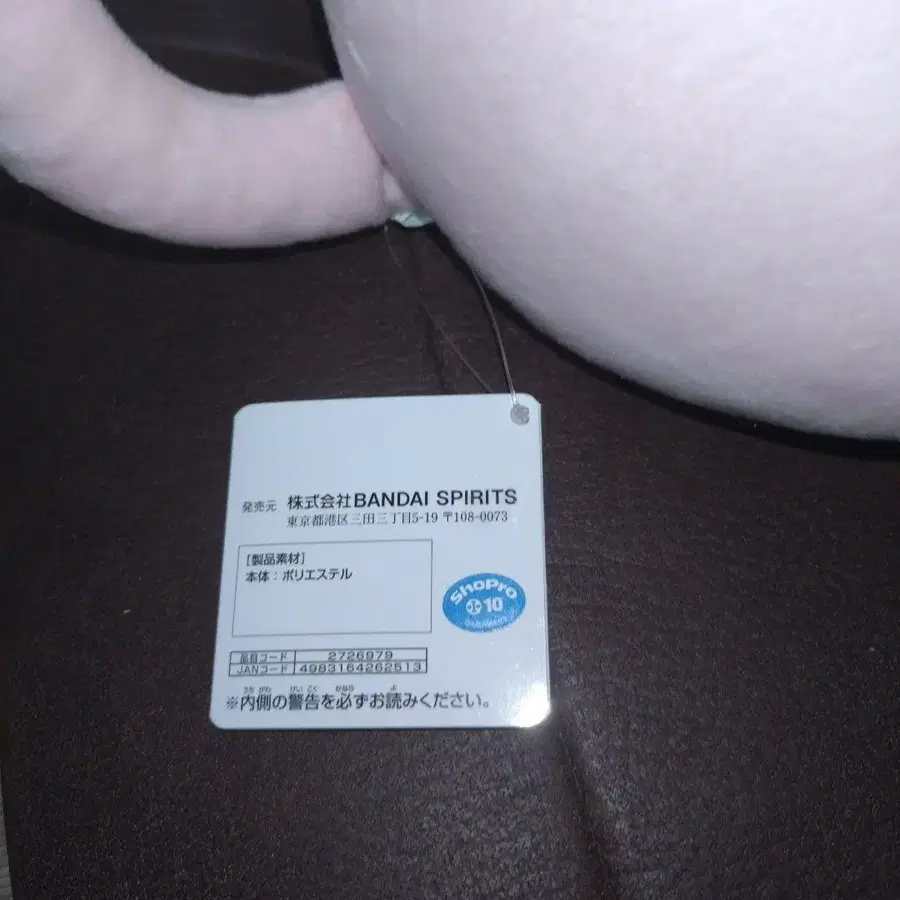 発売元 株式会社BANDAI SPIRITS
東京都港区三田三丁目5-19 〒108-0073
[製品素材]
本体：ポリエステル
ShoPro
10
品番コード 2726979
JANコード 4983164262513
※内側の警告を必ずお読みください。